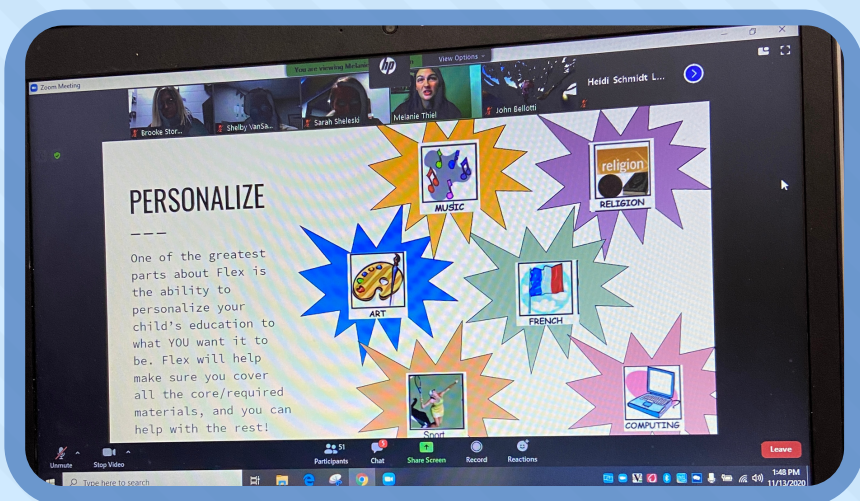 Zoom Meeting
You are viewing Melanie
View Options
hp
Brooke Stor...
Shelby VanSa...
Sarah Sheleski
Melanie Thiel
John Bellotti
Heidi Schmidt L...
PERSONALIZE
One of the greatest
parts about Flex is
the ability to
personalize your
child's education to
what YOU want it to
be. Flex will help
make sure you cover
all the core/required
materials, and you can
help with the rest!
MUSIC
religion
RELIGION
ART
FRENCH
Sport
COMPUTING
Unmute
Stop Video
51
Participants
5
Chat
Share Screen
Record
Reactions
Leave
Type here to search
1:48 PM
11/13/2020